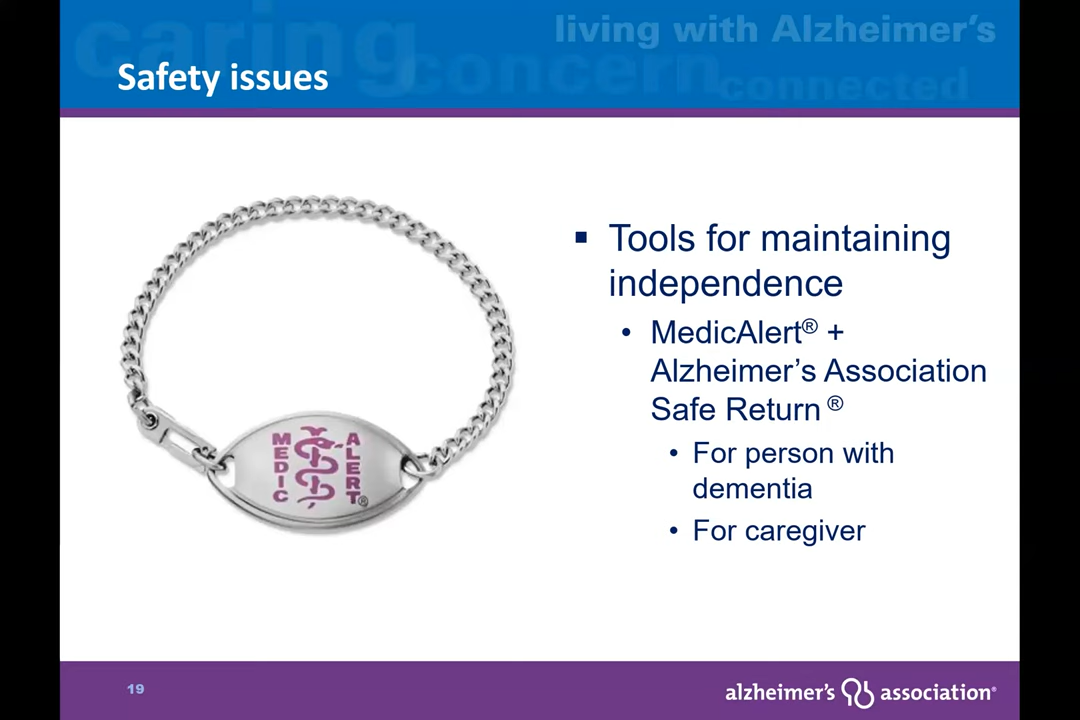 caring
living with Alzheimer's
concern
connected
Safety issues
MEDIC
ALERT®
▪ Tools for maintaining
independence
• MedicAlert® +
Alzheimer's Association
Safe Return ®
• For person with
dementia
• For caregiver
19
alzheimer's association®